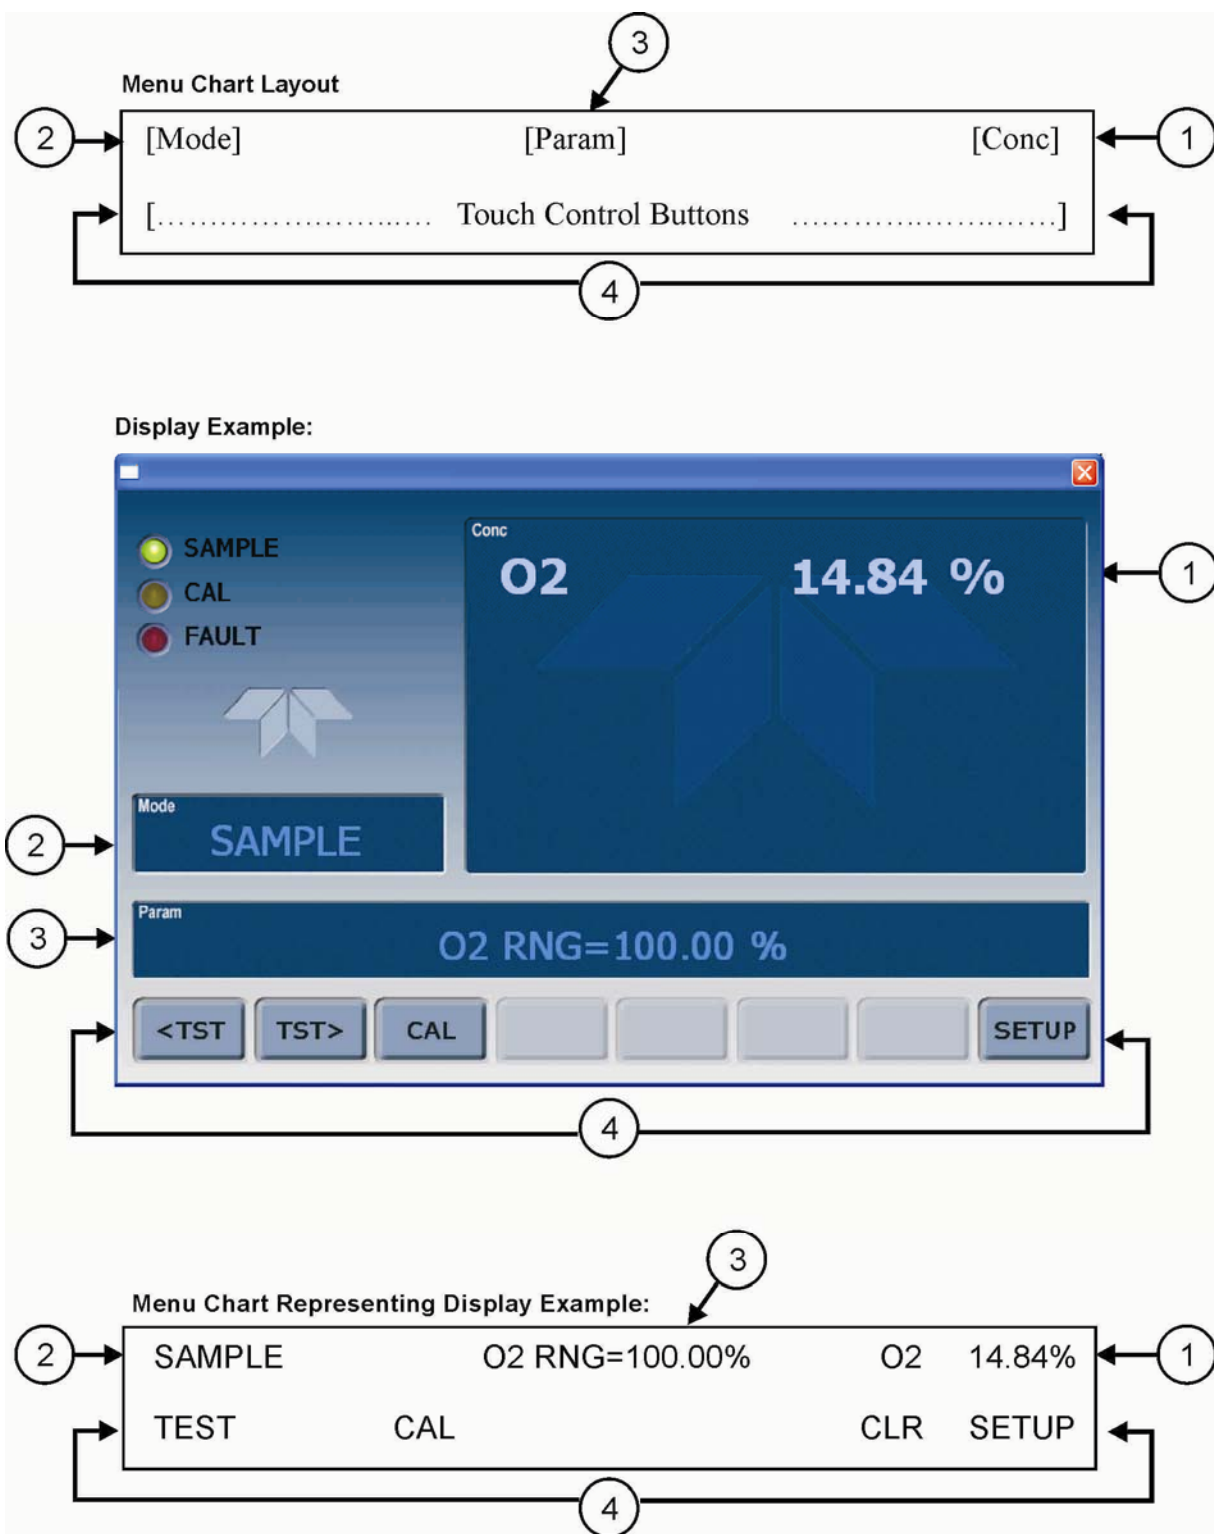 3
Menu Chart Layout
2 [Mode] [Param] [Conc] 1
[........................ Touch Control Buttons ........................]
4
Display Example:
SAMPLE
CAL
FAULT
Conc
O2 14.84 %
1
Mode
SAMPLE
2
Param
O2 RNG=100.00 %
3
<TST TST> CAL SETUP
4
3
Menu Chart Representing Display Example:
2 SAMPLE O2 RNG=100.00% O2 14.84% 1
TEST CAL CLR SETUP
4